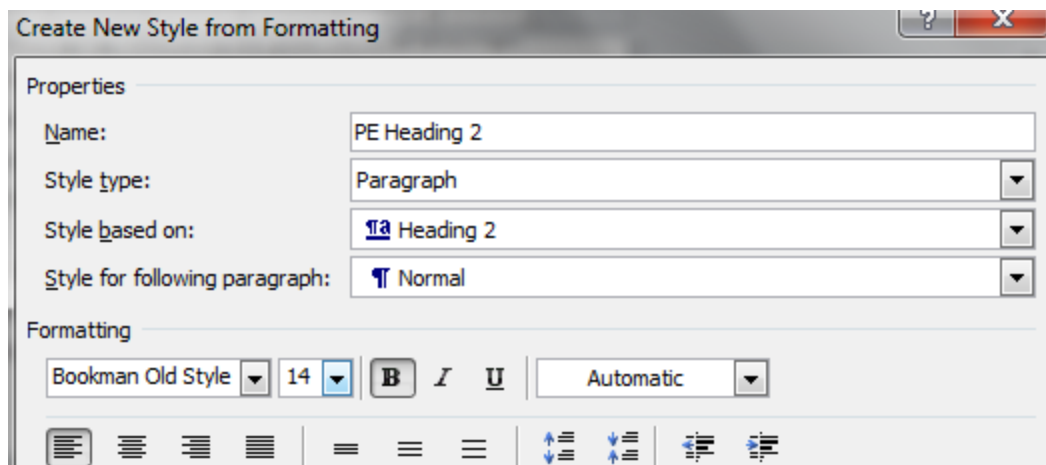 Create New Style from Formatting
Properties
Name: PE Heading 2
Style type: Paragraph
Style based on: ¶a Heading 2
Style for following paragraph: ¶ Normal
Formatting
Bookman Old Style 14 B I U Automatic